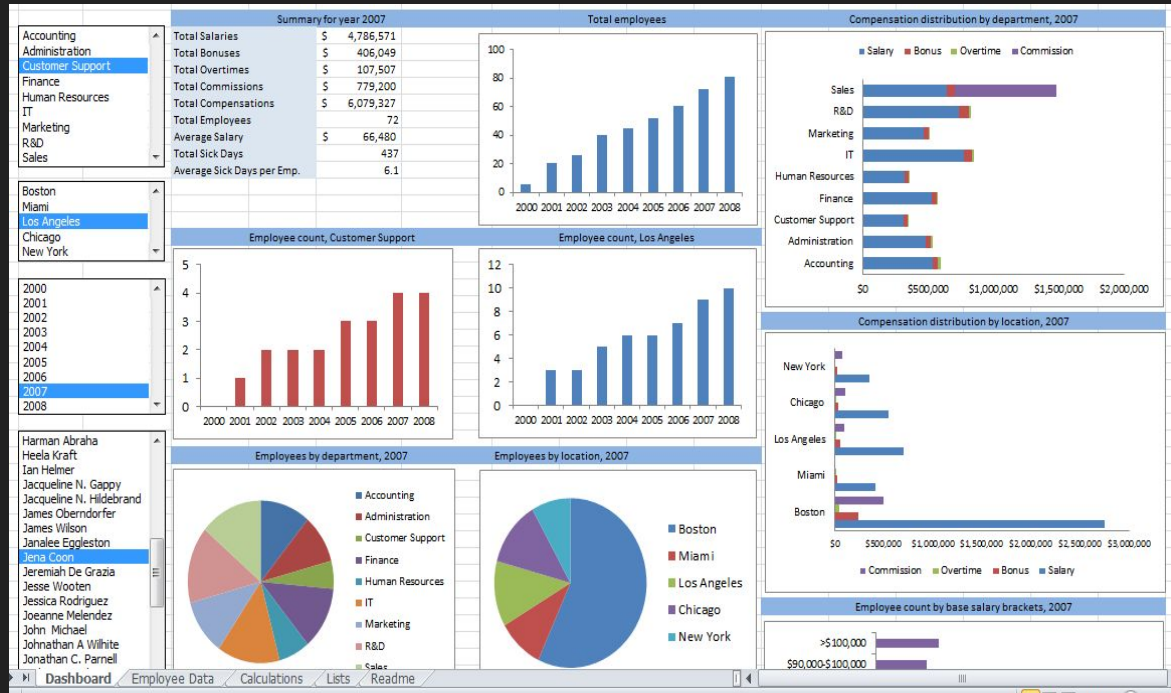 Accounting
Administration
Customer Support
Finance
Human Resources
IT
Marketing
R&D
Sales
Boston
Miami
Los Angeles
Chicago
New York
2000
2001
2002
2003
2004
2005
2006
2007
2008
Harman Abraha
Heela Kraft
Ian Helmer
Jacqueline N. Gappy
Jacqueline N. Hildebrand
James Oberndorfer
James Wilson
Janalee Eggleston
Jena Coon
Jeremiah De Grazia
Jesse Wooten
Jessica Rodriguez
Joeanne Melendez
John Michael
Johnathan A Wilhite
Jonathan C. Parnell
Summary for year 2007
Total Salaries $ 4,786,571
Total Bonuses $ 406,049
Total Overtimes $ 107,507
Total Commissions $ 779,200
Total Compensations $ 6,079,327
Total Employees 72
Average Salary $ 66,480
Total Sick Days 437
Average Sick Days per Emp. 6.1
Total employees
100
80
60
40
20
0
2000 2001 2002 2003 2004 2005 2006 2007 2008
Compensation distribution by department, 2007
Salary Bonus Overtime Commission
Sales
R&D
Marketing
IT
Human Resources
Finance
Customer Support
Administration
Accounting
$0 $500,000 $1,000,000 $1,500,000 $2,000,000
Employee count, Customer Support
5
4
3
2
1
0
2000 2001 2002 2003 2004 2005 2006 2007 2008
Employee count, Los Angeles
12
10
8
6
4
2
0
2000 2001 2002 2003 2004 2005 2006 2007 2008
Compensation distribution by location, 2007
New York
Chicago
Los Angeles
Miami
Boston
$0 $500,000 $1,000,000 $1,500,000 $2,000,000 $2,500,000 $3,000,000
Commission Overtime Bonus Salary
Employees by department, 2007
Accounting
Administration
Customer Support
Finance
Human Resources
IT
Marketing
R&D
Sales
Employees by location, 2007
Boston
Miami
Los Angeles
Chicago
New York
Employee count by base salary brackets, 2007
>$100,000
$90,000-$100,000
Dashboard Employee Data Calculations Lists Readme